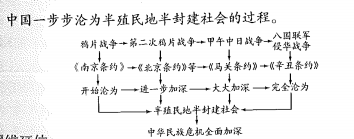 中国一步步沦为半殖民地半封建社会的过程。
鸦片战争→第二次鸦片战争→甲午中日战争→八国联军侵华战争
《南京条约》→《北京条约》等→《马关条约》→《辛丑条约》
开始沦为→进一步加深→大大加深→完全沦为
半殖民地半封建社会
中华民族危机全面加深